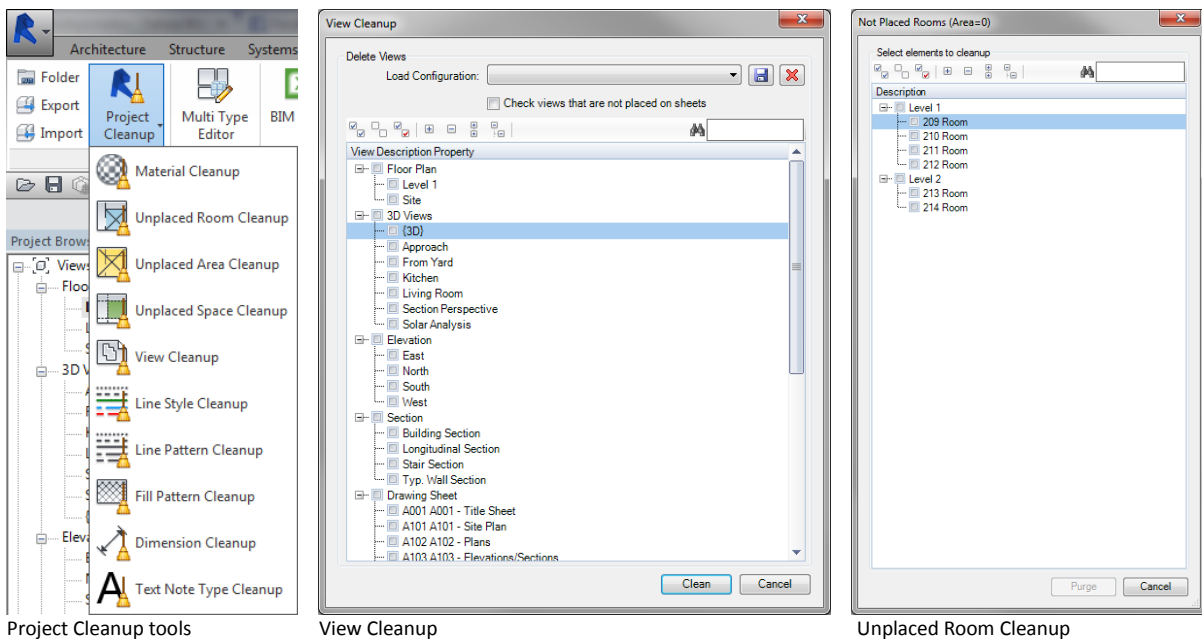 Architecture Structure Systems
Folder
Export
Import
Project
Cleanup
Multi Type
Editor
BIM
Material Cleanup
Unplaced Room Cleanup
Unplaced Area Cleanup
Unplaced Space Cleanup
View Cleanup
Line Style Cleanup
Line Pattern Cleanup
Fill Pattern Cleanup
Dimension Cleanup
Text Note Type Cleanup
Project Brow
Views
Floo
3D V
Eleva
Project Cleanup tools
View Cleanup
Delete Views
Load Configuration:
Check views that are not placed on sheets
View Description Property
Floor Plan
Level 1
Site
3D Views
{3D}
Approach
From Yard
Kitchen
Living Room
Section Perspective
Solar Analysis
Elevation
East
North
South
West
Section
Building Section
Longitudinal Section
Stair Section
Typ. Wall Section
Drawing Sheet
A001 A001 - Title Sheet
A101 A101 - Site Plan
A102 A102 - Plans
A103 A103 - Elevations/Sections
Clean Cancel
View Cleanup
Not Placed Rooms (Area=0)
Select elements to cleanup
Description
Level 1
209 Room
210 Room
211 Room
212 Room
Level 2
213 Room
214 Room
Purge Cancel
Unplaced Room Cleanup